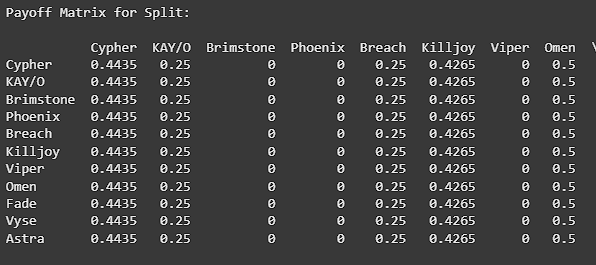 Payoff Matrix for Split:
Cypher KAY/O Brimstone Phoenix Breach Killjoy Viper Omen
Cypher 0.4435 0.25 0 0 0.25 0.4265 0 0.5
KAY/O 0.4435 0.25 0 0 0.25 0.4265 0 0.5
Brimstone 0.4435 0.25 0 0 0.25 0.4265 0 0.5
Phoenix 0.4435 0.25 0 0 0.25 0.4265 0 0.5
Breach 0.4435 0.25 0 0 0.25 0.4265 0 0.5
Killjoy 0.4435 0.25 0 0 0.25 0.4265 0 0.5
Viper 0.4435 0.25 0 0 0.25 0.4265 0 0.5
Omen 0.4435 0.25 0 0 0.25 0.4265 0 0.5
Fade 0.4435 0.25 0 0 0.25 0.4265 0 0.5
Vyse 0.4435 0.25 0 0 0.25 0.4265 0 0.5
Astra 0.4435 0.25 0 0 0.25 0.4265 0 0.5